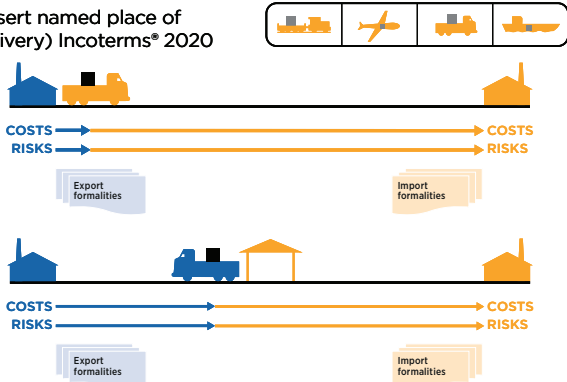 sert named place of
ivery) Incoterms® 2020
COSTS COSTS
RISKS RISKS
Export
formalities
Import
formalities
COSTS COSTS
RISKS RISKS
Export
formalities
Import
formalities